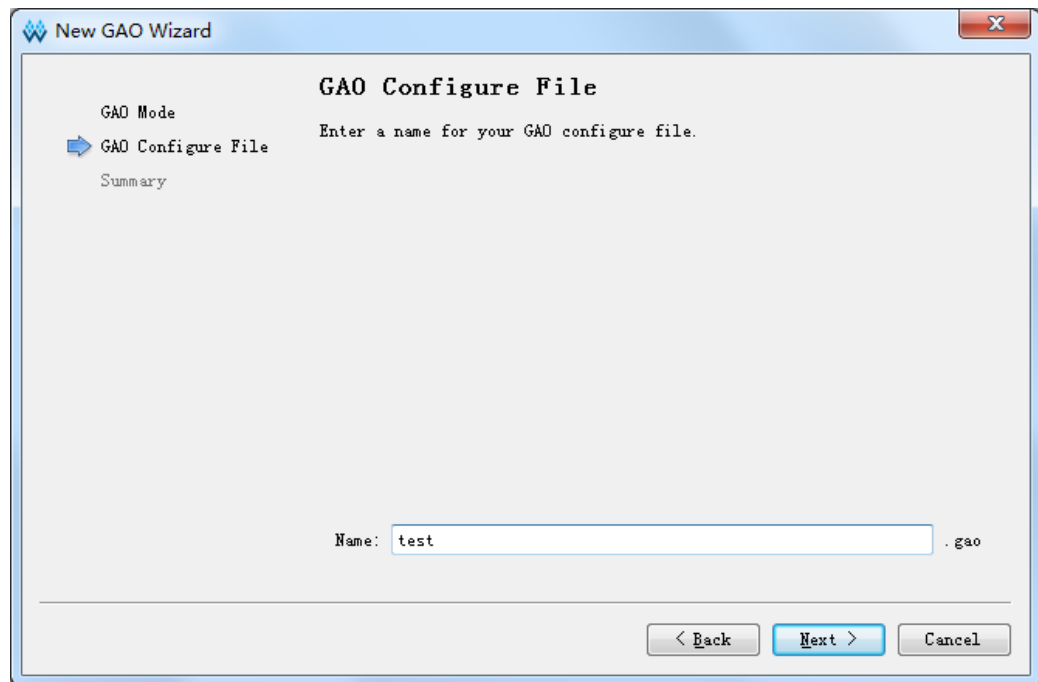 New GAO Wizard
GAO Mode
GAO Configure File
Summary
GAO Configure File
Enter a name for your GAO configure file.
Name: test .gao
< Back Next > Cancel